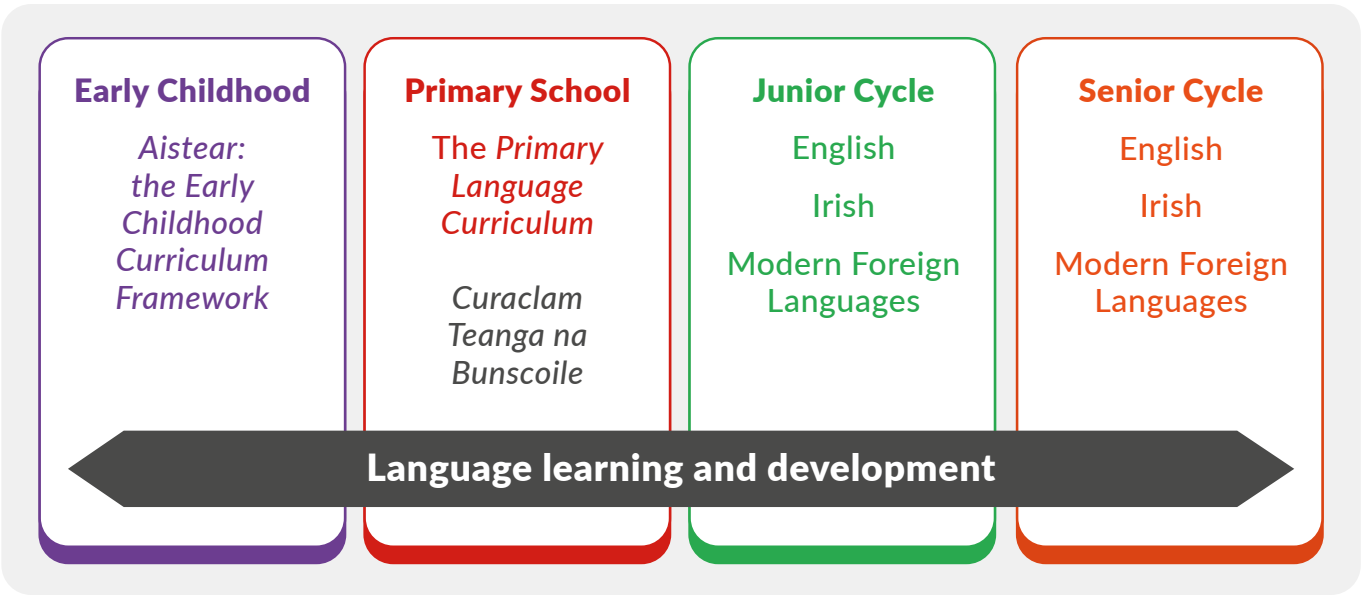 Early Childhood
Aistear:
the Early
Childhood
Curriculum
Framework
Primary School
The Primary
Language
Curriculum
Curaclam
Teanga na
Bunscoile
Junior Cycle
English
Irish
Modern Foreign
Languages
Senior Cycle
English
Irish
Modern Foreign
Languages
Language learning and development